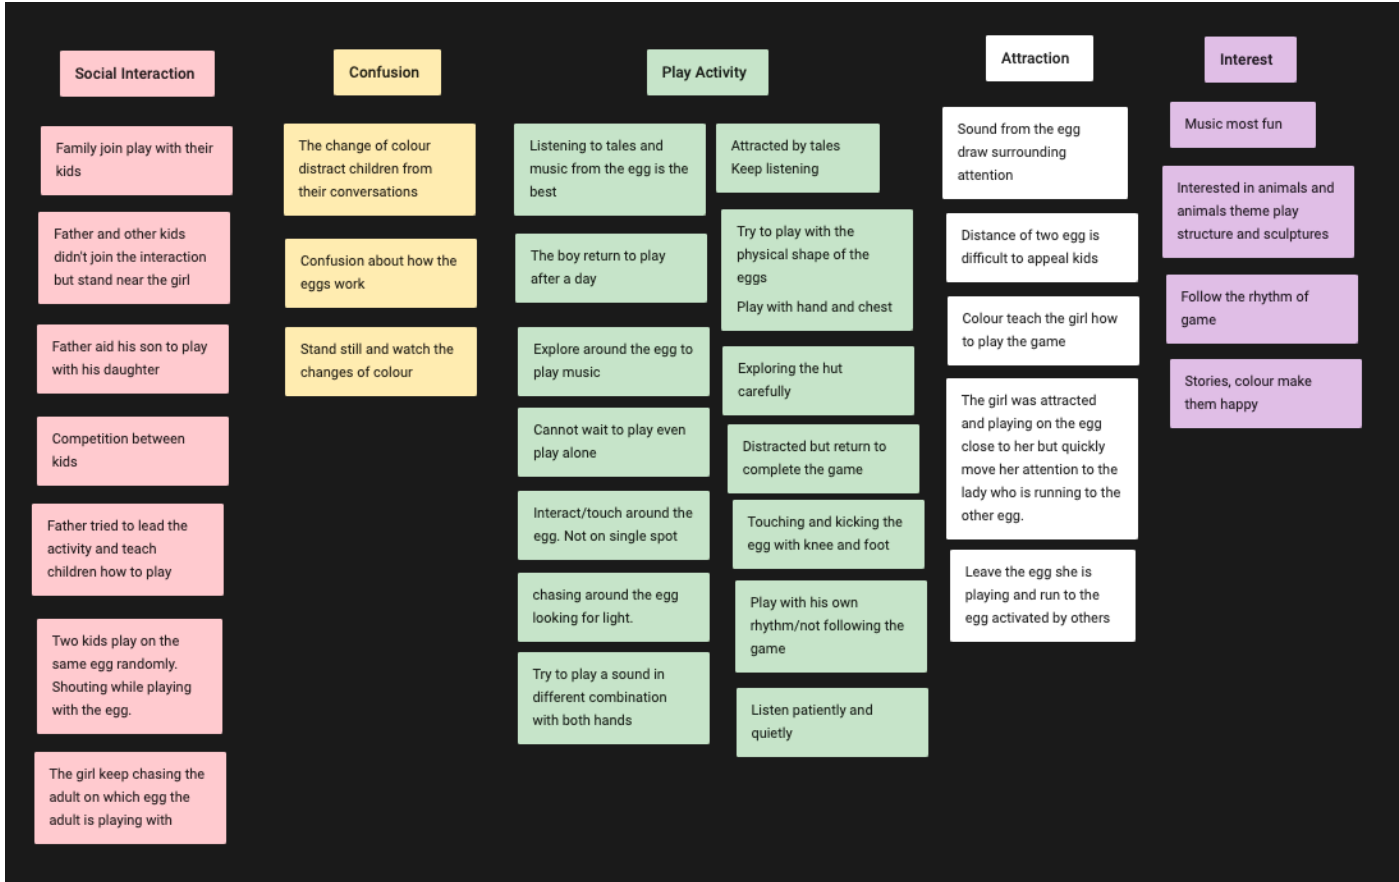 Social Interaction
Family join play with their
kids
Father and other kids
didn't join the interaction
but stand near the girl
Father aid his son to play
with his daughter
Competition between
kids
Father tried to lead the
activity and teach
children how to play
Two kids play on the
same egg randomly.
Shouting while playing
with the egg.
The girl keep chasing the
adult on which egg the
adult is playing with
Confusion
The change of colour
distract children from
their conversations
Confusion about how the
eggs work
Stand still and watch the
changes of colour
Play Activity
Listening to tales and
music from the egg is the
best
The boy return to play
after a day
Explore around the egg to
play music
Cannot wait to play even
play alone
Interact/touch around the
egg. Not on single spot
chasing around the egg
looking for light.
Try to play a sound in
different combination
with both hands
Attracted by tales
Keep listening
Try to play with the
physical shape of the
eggs
Play with hand and chest
Exploring the hut
carefully
Distracted but return to
complete the game
Touching and kicking the
egg with knee and foot
Play with his own
rhythm/not following the
game
Listen patiently and
quietly
Attraction
Sound from the egg
draw surrounding
attention
Distance of two egg is
difficult to appeal kids
Colour teach the girl how
to play the game
The girl was attracted
and playing on the egg
close to her but quickly
move her attention to the
lady who is running to the
other egg.
Leave the egg she is
playing and run to the
egg activated by others
Interest
Music most fun
Interested in animals and
animals theme play
structure and sculptures
Follow the rhythm of
game
Stories, colour make
them happy